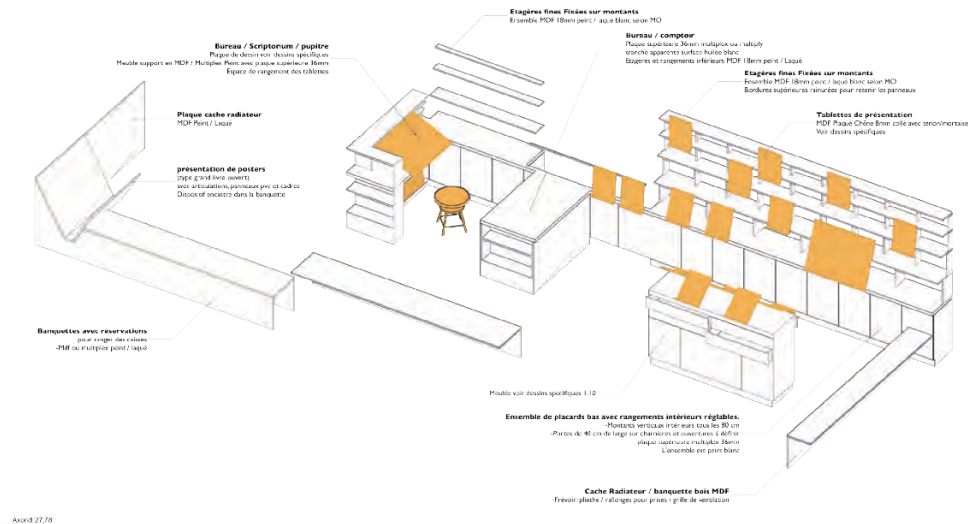 Etagères fines Fixées sur montants
Ensemble MDF 18mm peint / laqué blanc selon MO
Bureau / comptoir
Plaque supérieure 36mm multiplex ou multiply
tranche apparente surface huilée blanc
Etageres et rangements inférieurs MDF 18mm peint / Laqué
Bureau / Scriptorium / pupitre
Plaque de dessin voir dessins spécifiques
Meuble support en MDF / Multiplex Peint avec plaque supérieure 36mm
Espace de rangement des tablettes
Etagères fines Fixées sur montants
Ensemble MDF 18mm peint / laqué blanc selon MO
Bordures supérieures rainurées pour retenir les panneaux
Plaque cache radiateur
MDF Peint / Laqué
Tablettes de présentation
MDF Plaqué Chêne 8mm collé avec tenon/mortaise
Voir dessins spécifiques
présentation de posters
(type grand livre ouvert)
avec articulations, panneaux pvc et cadres
Dispositif encastré dans la banquette
Banquettes avec réservations
pour ranger des caisses
-Mdf ou multiplex peint / laqué
Meuble voir dessins spécifiques 1.10
Ensemble de placards bas avec rangements intérieurs réglables.
-Montants verticaux intérieurs tous les 80 cm
-Portes de 40 cm de large sur charnières et ouvertures à définir
plaque supérieure multiplex 36mm
L'ensemble est peint blanc
Cache Radiateur / banquette bois MDF
-Prévoir: plinthe / rallonges pour prises / grille de ventilation
Axond 27,78